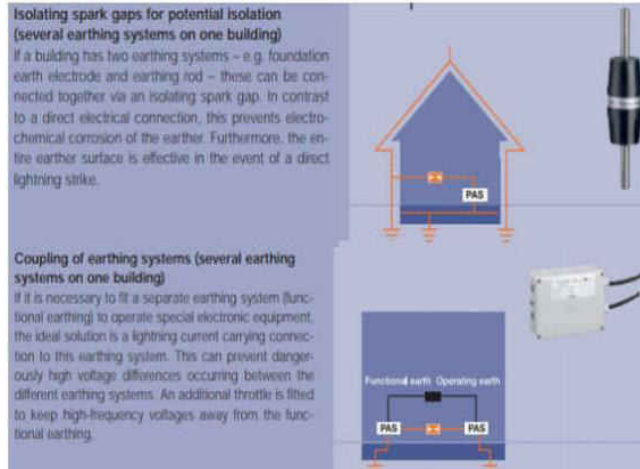 Isolating spark gaps for potential isolation
(several earthing systems on one building)
If a building has two earthing systems – e.g. foundation
earth electrode and earthing rod – these can be con-
nected together via an isolating spark gap. In contrast
to a direct electrical connection, this prevents electro-
chemical corrosion of the earther. Furthermore, the en-
tire earther surface is effective in the event of a direct
lightning strike.
PAS
Coupling of earthing systems (several earthing
systems on one building)
If it is necessary to fit a separate earthing system (func-
tional earthing) to operate special electronic equipment,
the ideal solution is a lightning current carrying connec-
tion to this earthing system. This can prevent danger-
ously high voltage differences occurring between the
different earthing systems. An additional throttle is fitted
to keep high-frequency voltages away from the func-
tional earthing.
Functional earth Operating earth
PAS PAS